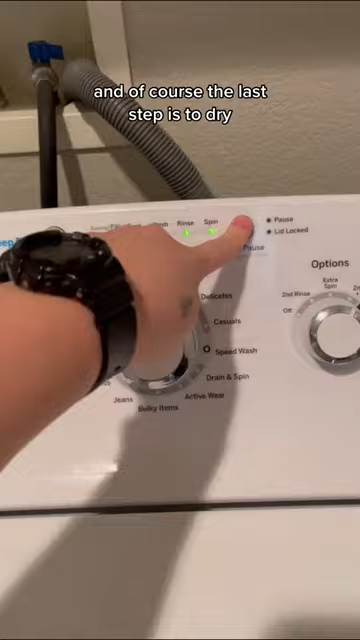 and of course the last
step is to dry
Rinse
Spin
Pause
Lid Locked
Pause
Options
Extra
Spin
2nd Rinse
Off
Delicates
Casuals
Speed Wash
Drain & Spin
Active Wear
Bulky Items
Jeans